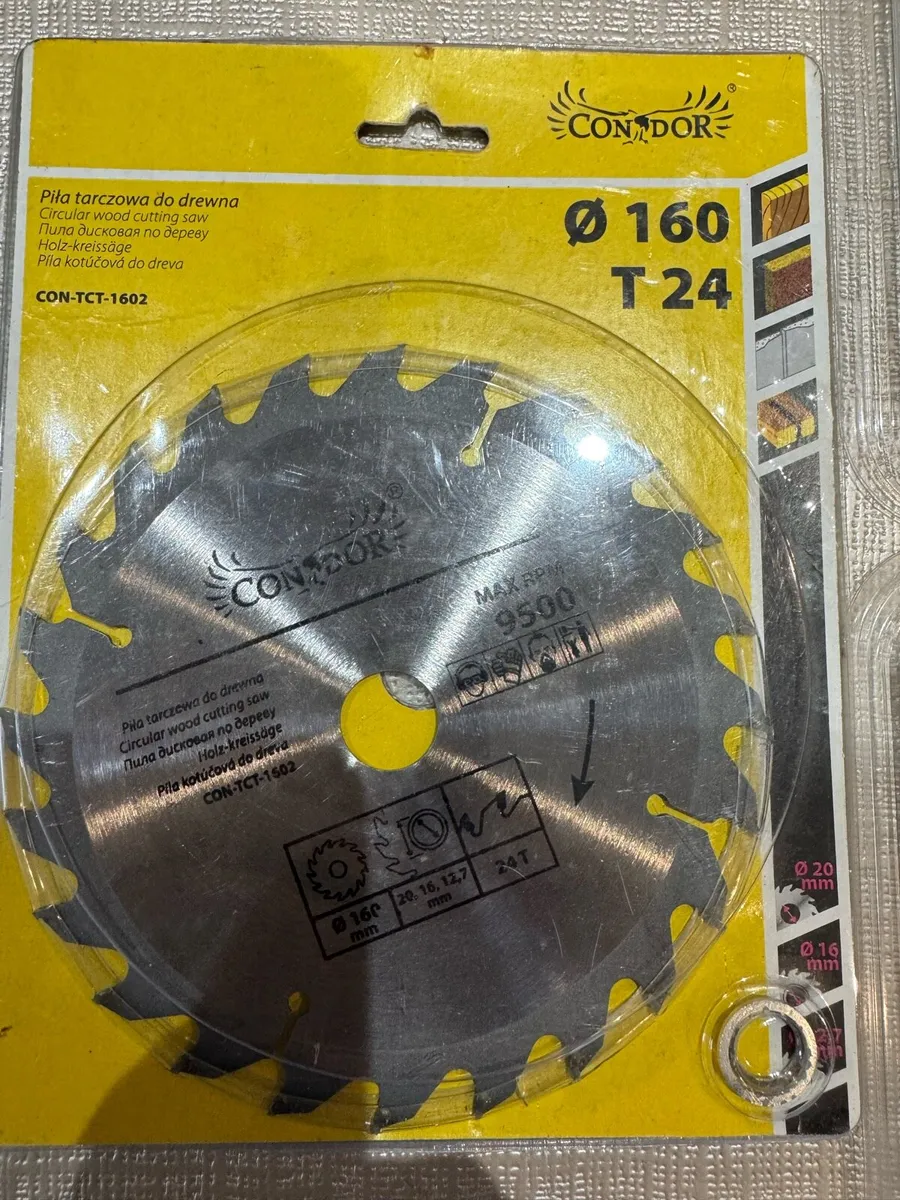 CONDOR®
Piła tarczowa do drewna
Circular wood cutting saw
Пила дисковая по дереву
Holz-kreissäge
Píla kotúčová do dreva
CON-TCT-1602
Ø 160
T 24
CONDOR®
MAX RPM
9500
Piła tarczowa do drewna
Circular wood cutting saw
Пила дисковая по дереву
Holz-kreissäge
Píla kotúčová do dreva
CON-TCT-1602
Ø 160 mm
20, 16, 12,7 mm
24 T
Ø 20
mm
Ø 16
mm
mm